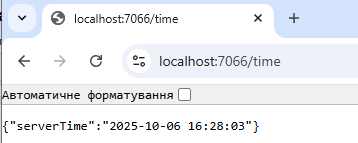 localhost:7066/time
localhost:7066/time
Автоматичне форматування
{"serverTime":"2025-10-06 16:28:03"}